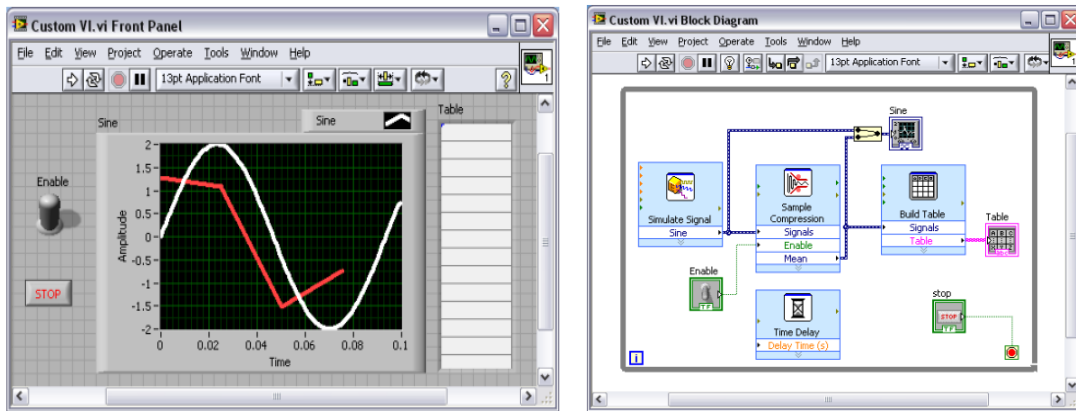 Custom VI.vi Front Panel
File Edit View Project Operate Tools Window Help
13pt Application Font
1
Sine
Sine
Table
Enable
STOP
Amplitude
2
1.5
1
0.5
0
-0.5
-1
-1.5
-2
0 0.02 0.04 0.06 0.08 0.1
Time
Custom VI.vi Block Diagram
File Edit View Project Operate Tools Window Help
13pt Application Font
1
Sine
Simulate Signal
Sine
Sample
Compression
Signals
Enable
Mean
Build Table
Signals
Table
Table
Enable
TF
Time Delay
Delay Time (s)
stop
STOP
TF
i